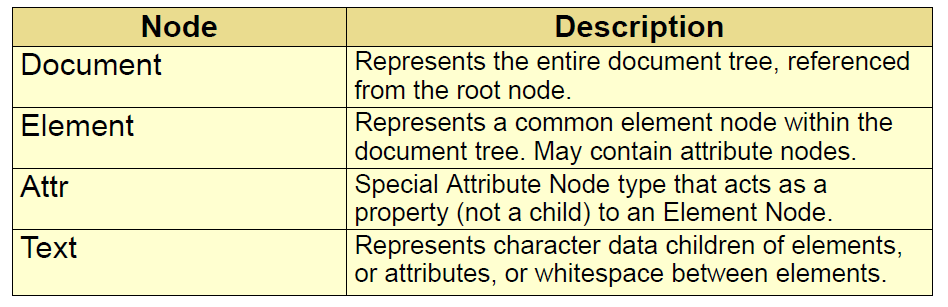 Node Description
Document Represents the entire document tree, referenced
from the root node.
Element Represents a common element node within the
document tree. May contain attribute nodes.
Attr Special Attribute Node type that acts as a
property (not a child) to an Element Node.
Text Represents character data children of elements,
or attributes, or whitespace between elements.